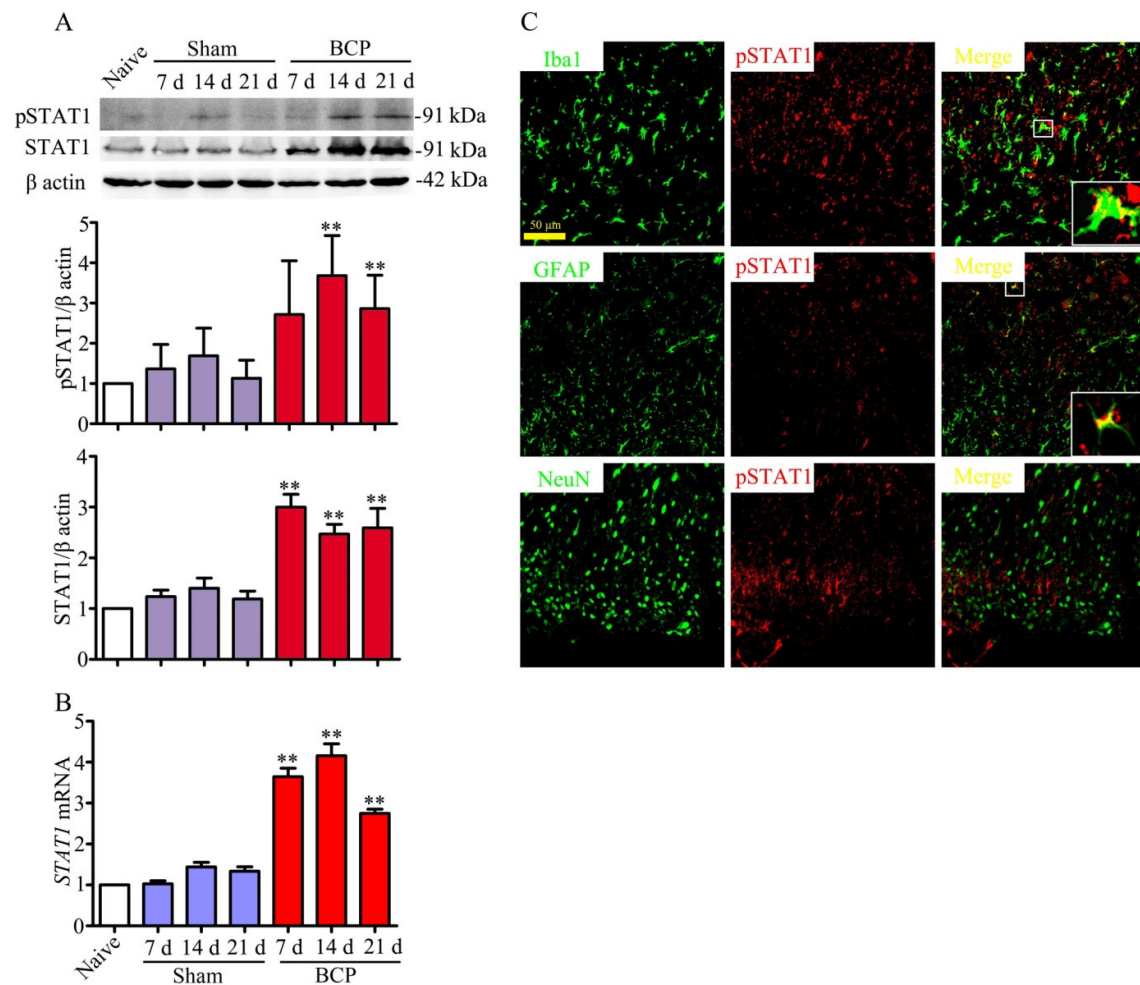 A
Naive
Sham
BCP
7 d 14 d 21 d 7 d 14 d 21 d
pSTAT1
-91 kDa
STAT1
-91 kDa
β actin
-42 kDa
pSTAT1/β actin
5
4
3
2
1
0
** **
STAT1/β actin
4
3
2
1
0
** ** **
B
STAT1 mRNA
5
4
3
2
1
0
** ** **
Naive
7 d 14 d 21 d 7 d 14 d 21 d
Sham
BCP
C
Iba1 pSTAT1 Merge
50 μm
GFAP pSTAT1 Merge
NeuN pSTAT1 Merge